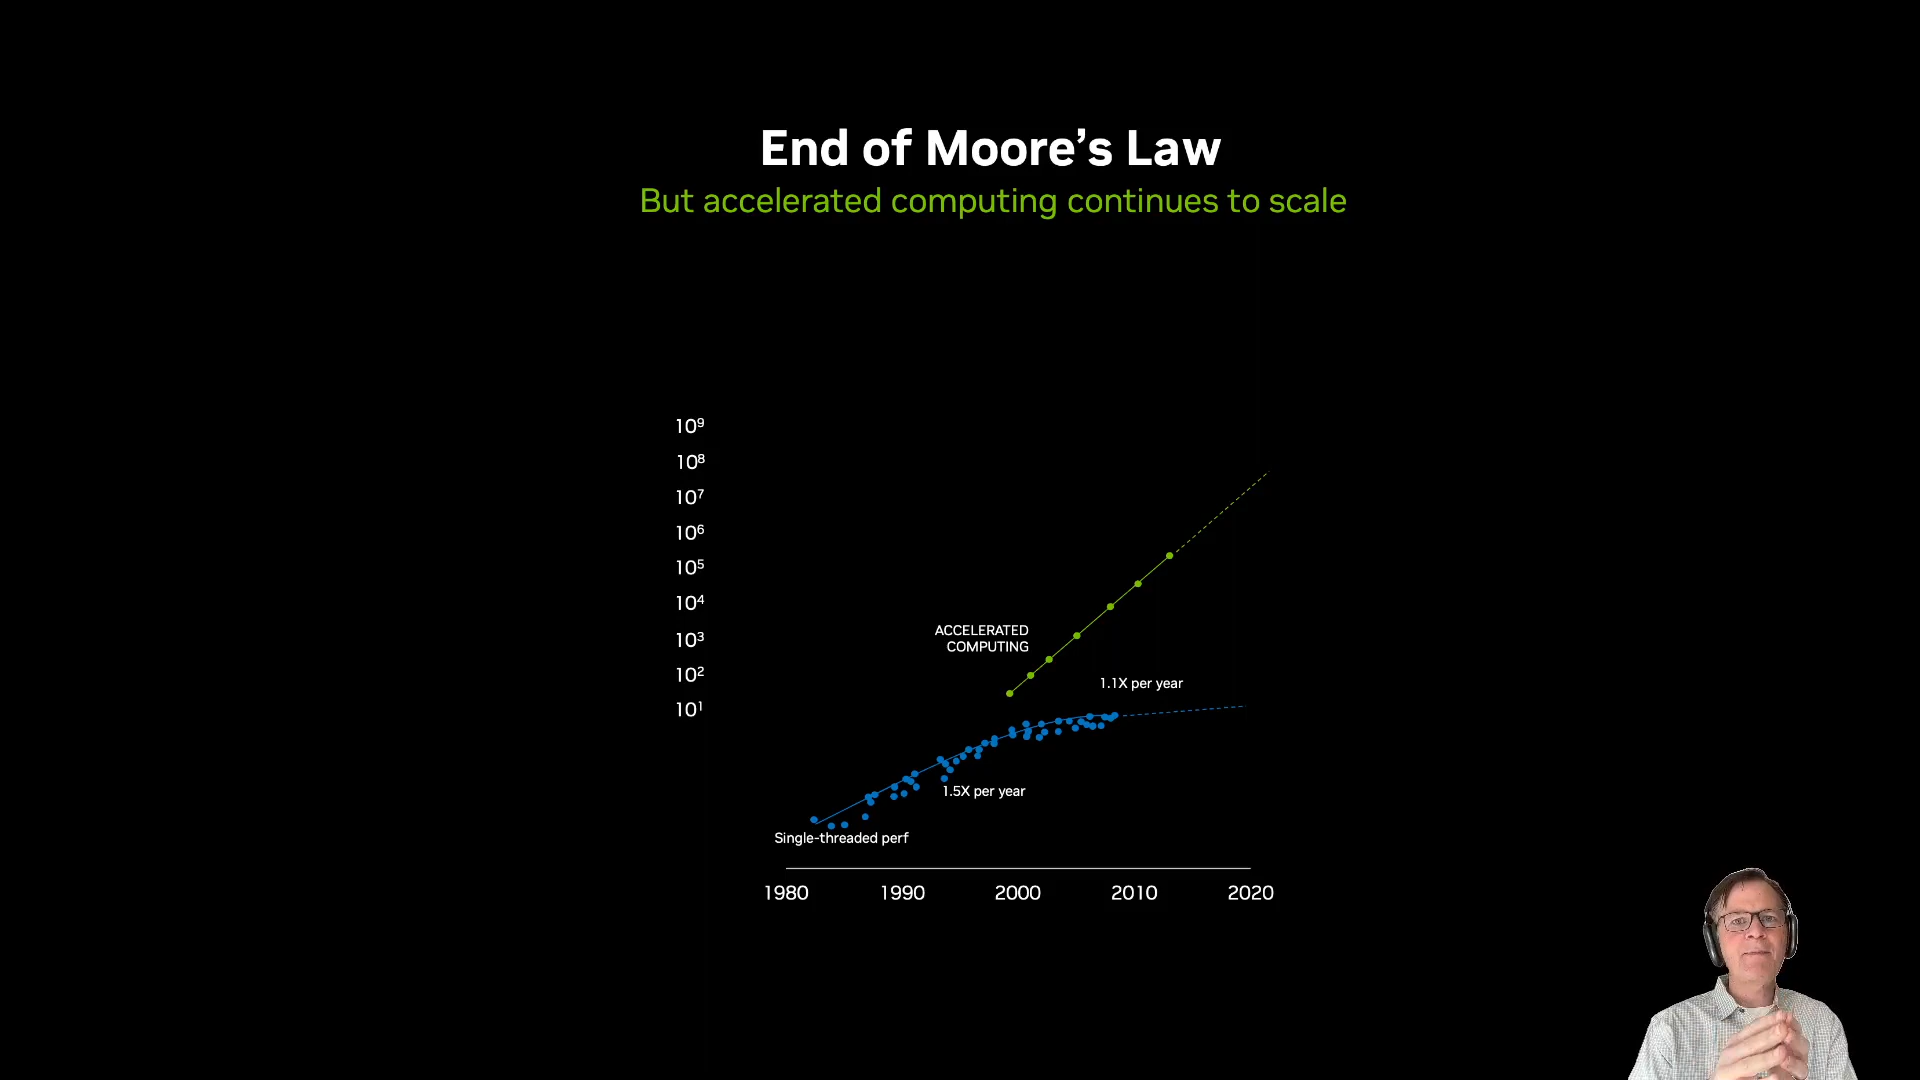 End of Moore’s Law
But accelerated computing continues to scale
10⁹
10⁸
10⁷
10⁶
10⁵
10⁴
10³
10²
10¹
ACCELERATED
COMPUTING
1.1X per year
1.5X per year
Single-threaded perf
1980 1990 2000 2010 2020